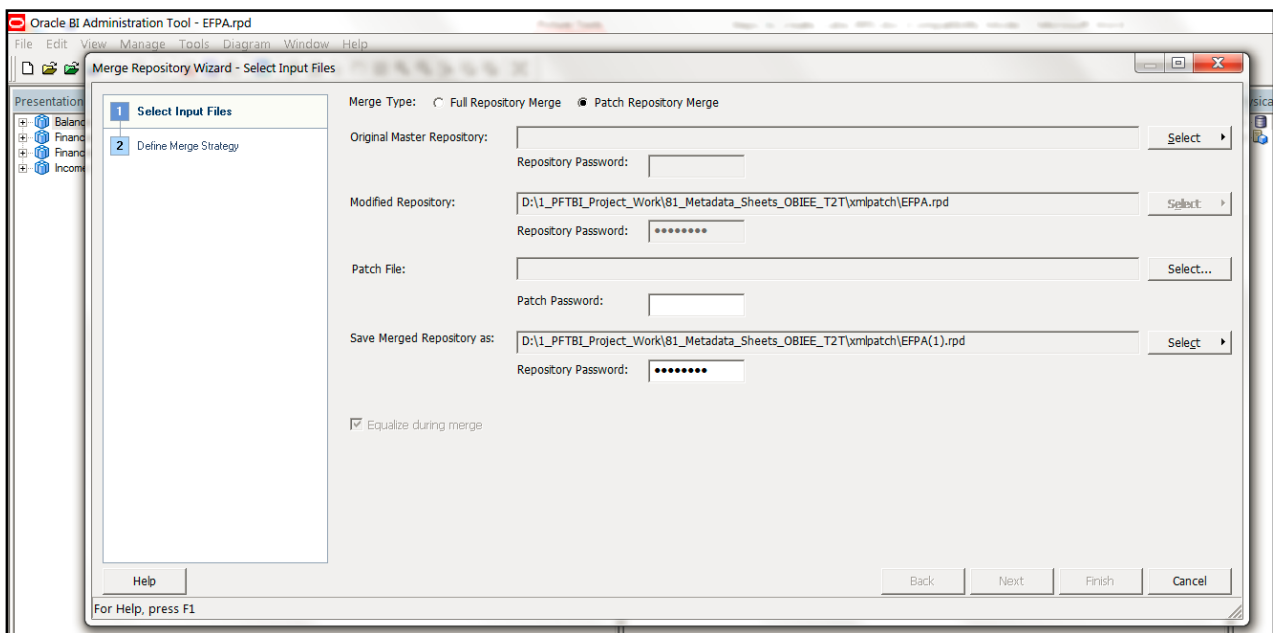 Oracle BI Administration Tool - EFPA.rpd
File Edit View Manage Tools Diagram Window Help
Merge Repository Wizard - Select Input Files
Presentation
Balanc
Financ
Financ
Income
1 Select Input Files
2 Define Merge Strategy
Merge Type: Full Repository Merge Patch Repository Merge
Original Master Repository: Select
Repository Password:
Modified Repository: D:\1_PFTBI_Project_Work\81_Metadata_Sheets_OBIEE_T2T\xmlpatch\EFPA.rpd Select
Repository Password: ••••••••
Patch File: Select...
Patch Password:
Save Merged Repository as: D:\1_PFTBI_Project_Work\81_Metadata_Sheets_OBIEE_T2T\xmlpatch\EFPA(1).rpd Select
Repository Password: ••••••••
Equalize during merge
ysica
Help Back Next Finish Cancel
For Help, press F1